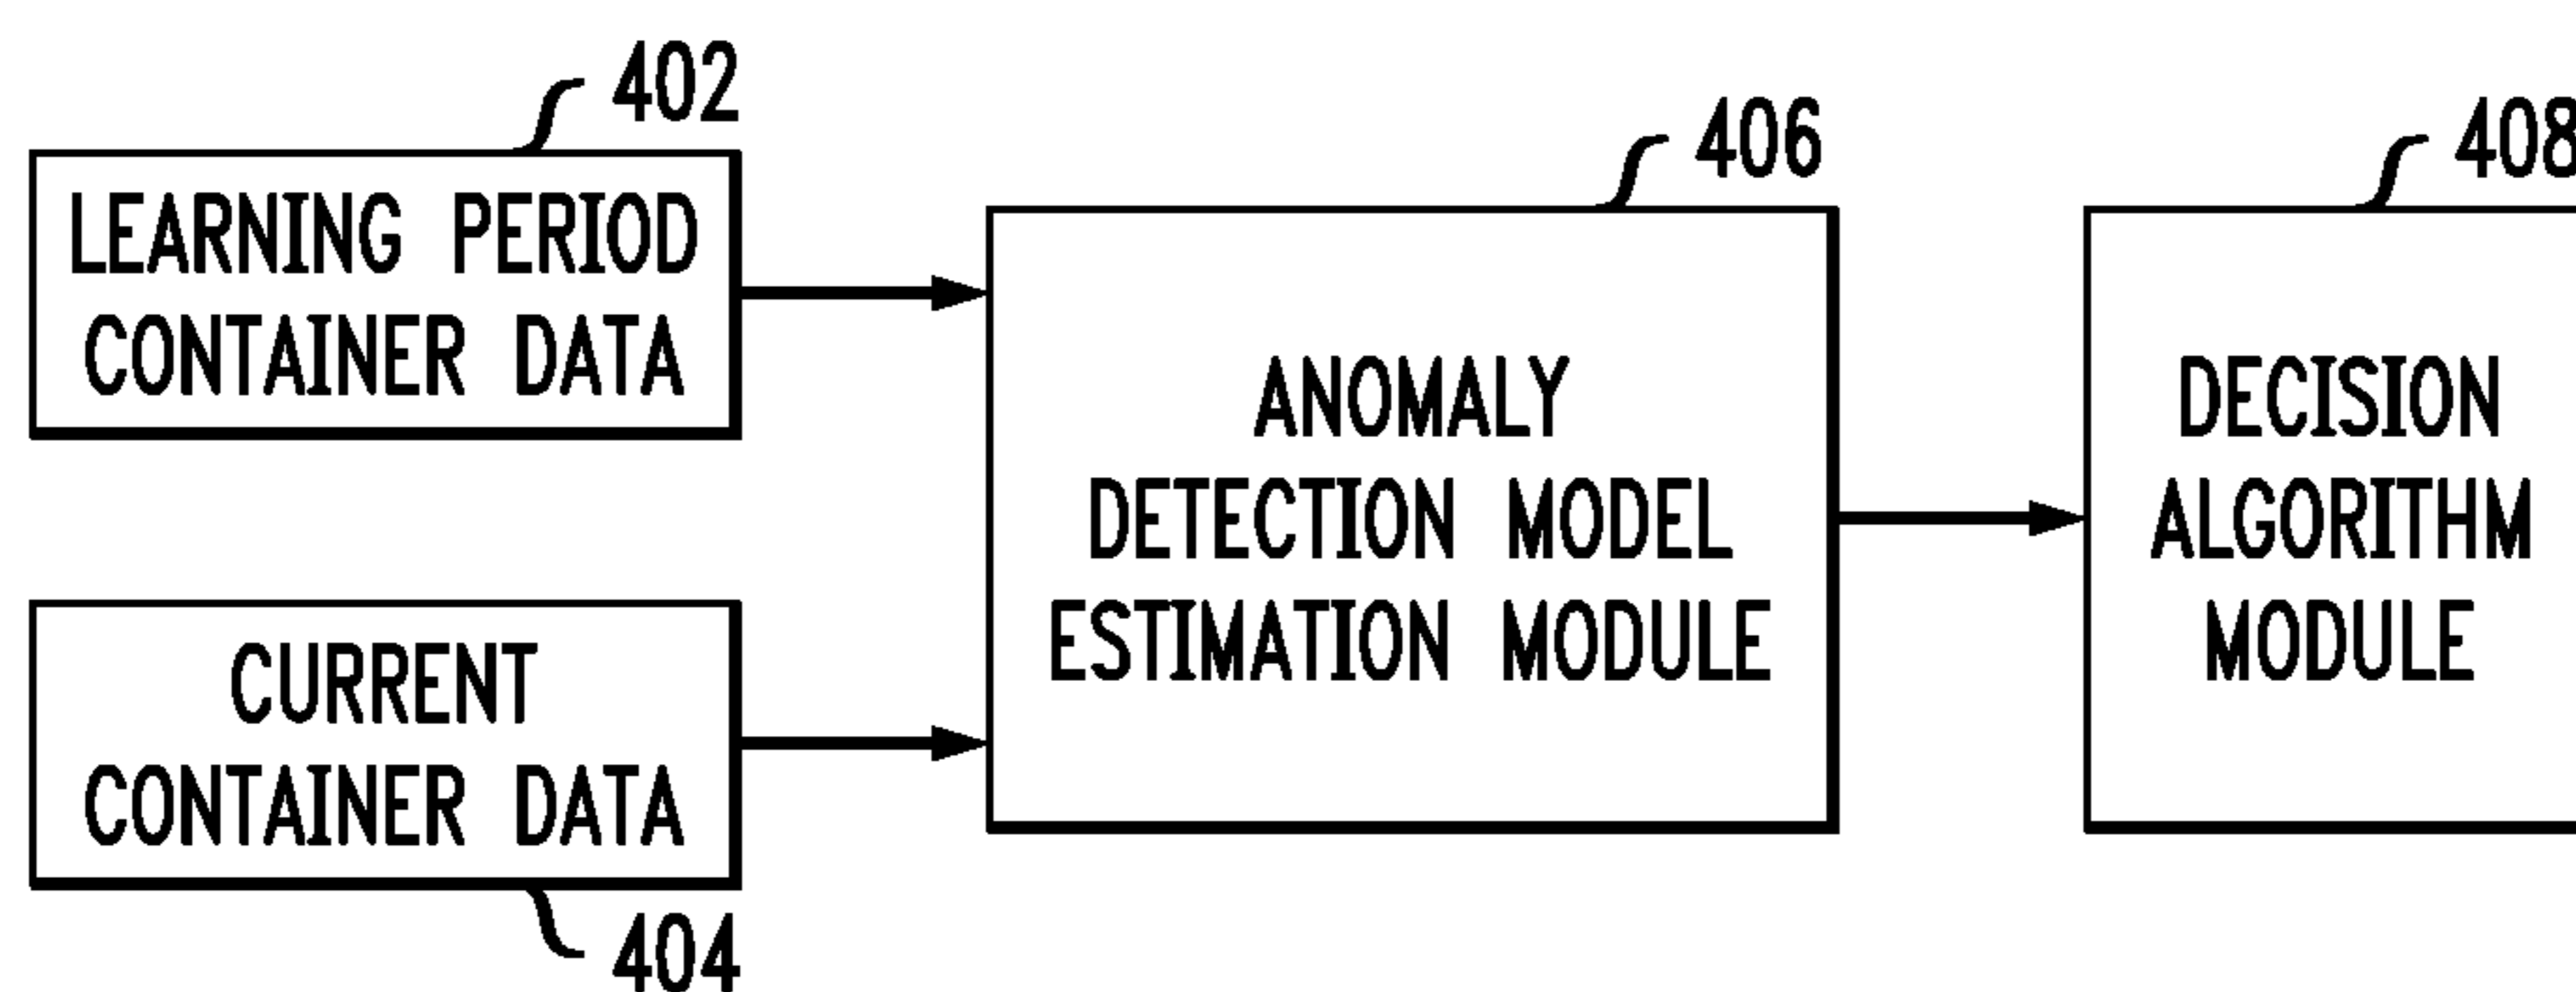 402
LEARNING PERIOD
CONTAINER DATA
CURRENT
CONTAINER DATA
404
406
ANOMALY
DETECTION MODEL
ESTIMATION MODULE
408
DECISION
ALGORITHM
MODULE